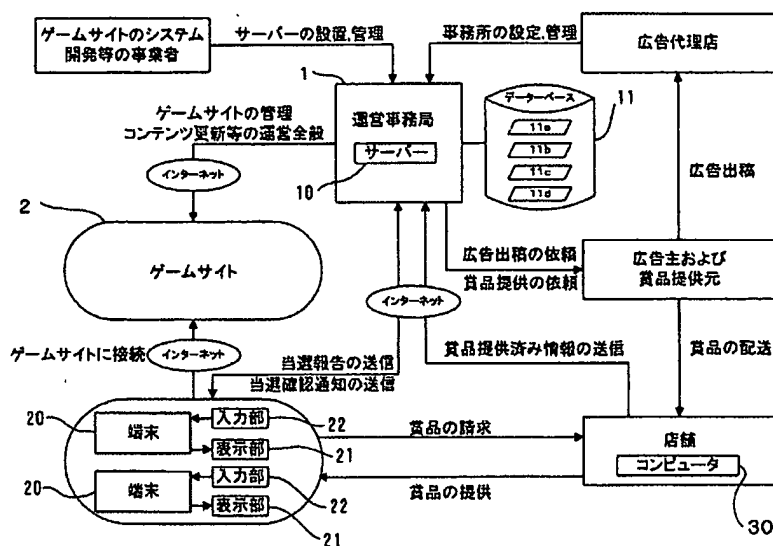 ゲームサイトのシステム
開発等の事業者
サーバーの設置,管理
事務所の設定,管理
広告代理店
1
運営事務局
サーバー
10
データーベース
11
11a
11b
11c
11d
ゲームサイトの管理
コンテンツ更新等の運営全般
インターネット
広告出稿
2
ゲームサイト
広告出稿の依頼
賞品提供の依頼
広告主および
賞品提供元
インターネット
ゲームサイトに接続
インターネット
当選報告の送信
当選確認通知の送信
賞品提供済み情報の送信
賞品の配送
20
端末
入力部
22
表示部
21
賞品の請求
店舗
コンピュータ
30
20
端末
入力部
22
表示部
21
賞品の提供